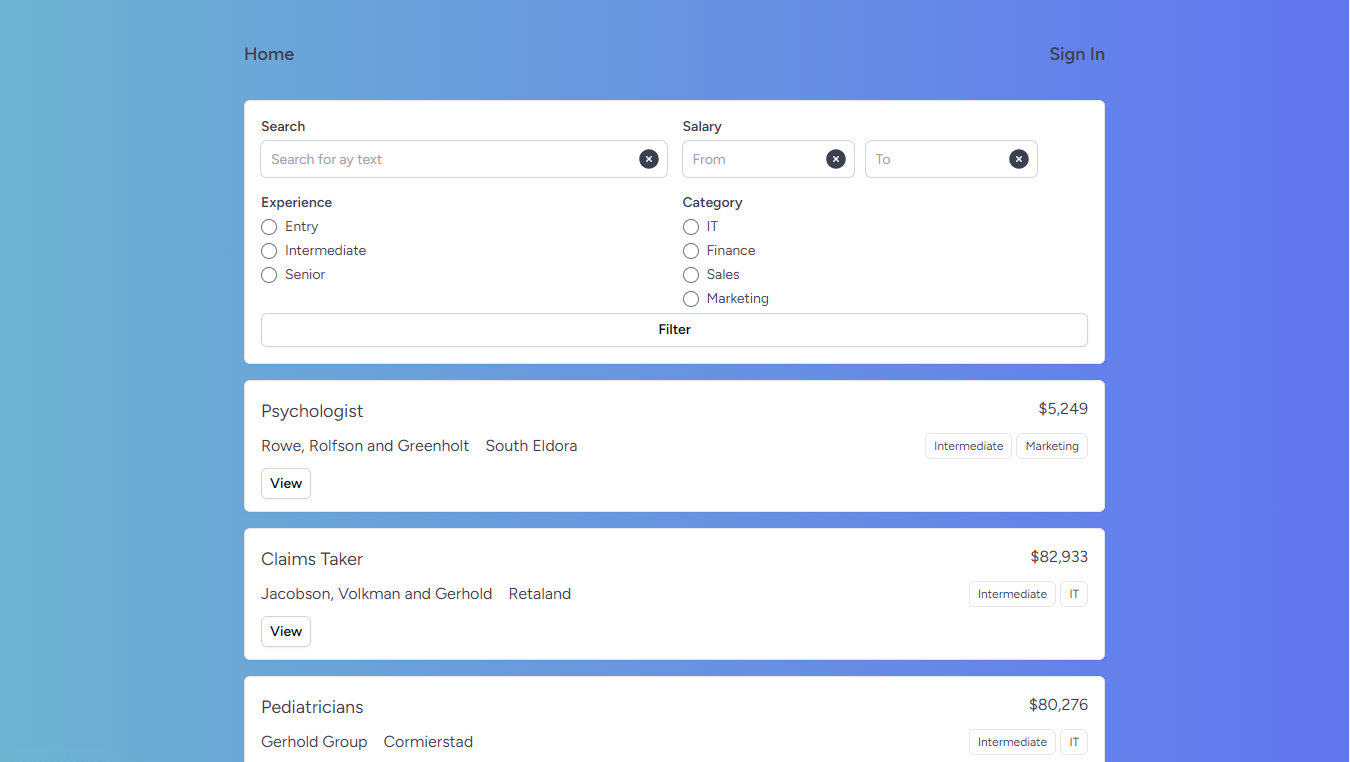 Home Sign In
Search Salary
Search for ay text From To
Experience Category
Entry IT
Intermediate Finance
Senior Sales
Marketing
Filter
Psychologist $5,249
Rowe, Rolfson and Greenholt South Eldora Intermediate Marketing
View
Claims Taker $82,933
Jacobson, Volkman and Gerhold Retaland Intermediate IT
View
Pediatricians $80,276
Gerhold Group Cormierstad Intermediate IT